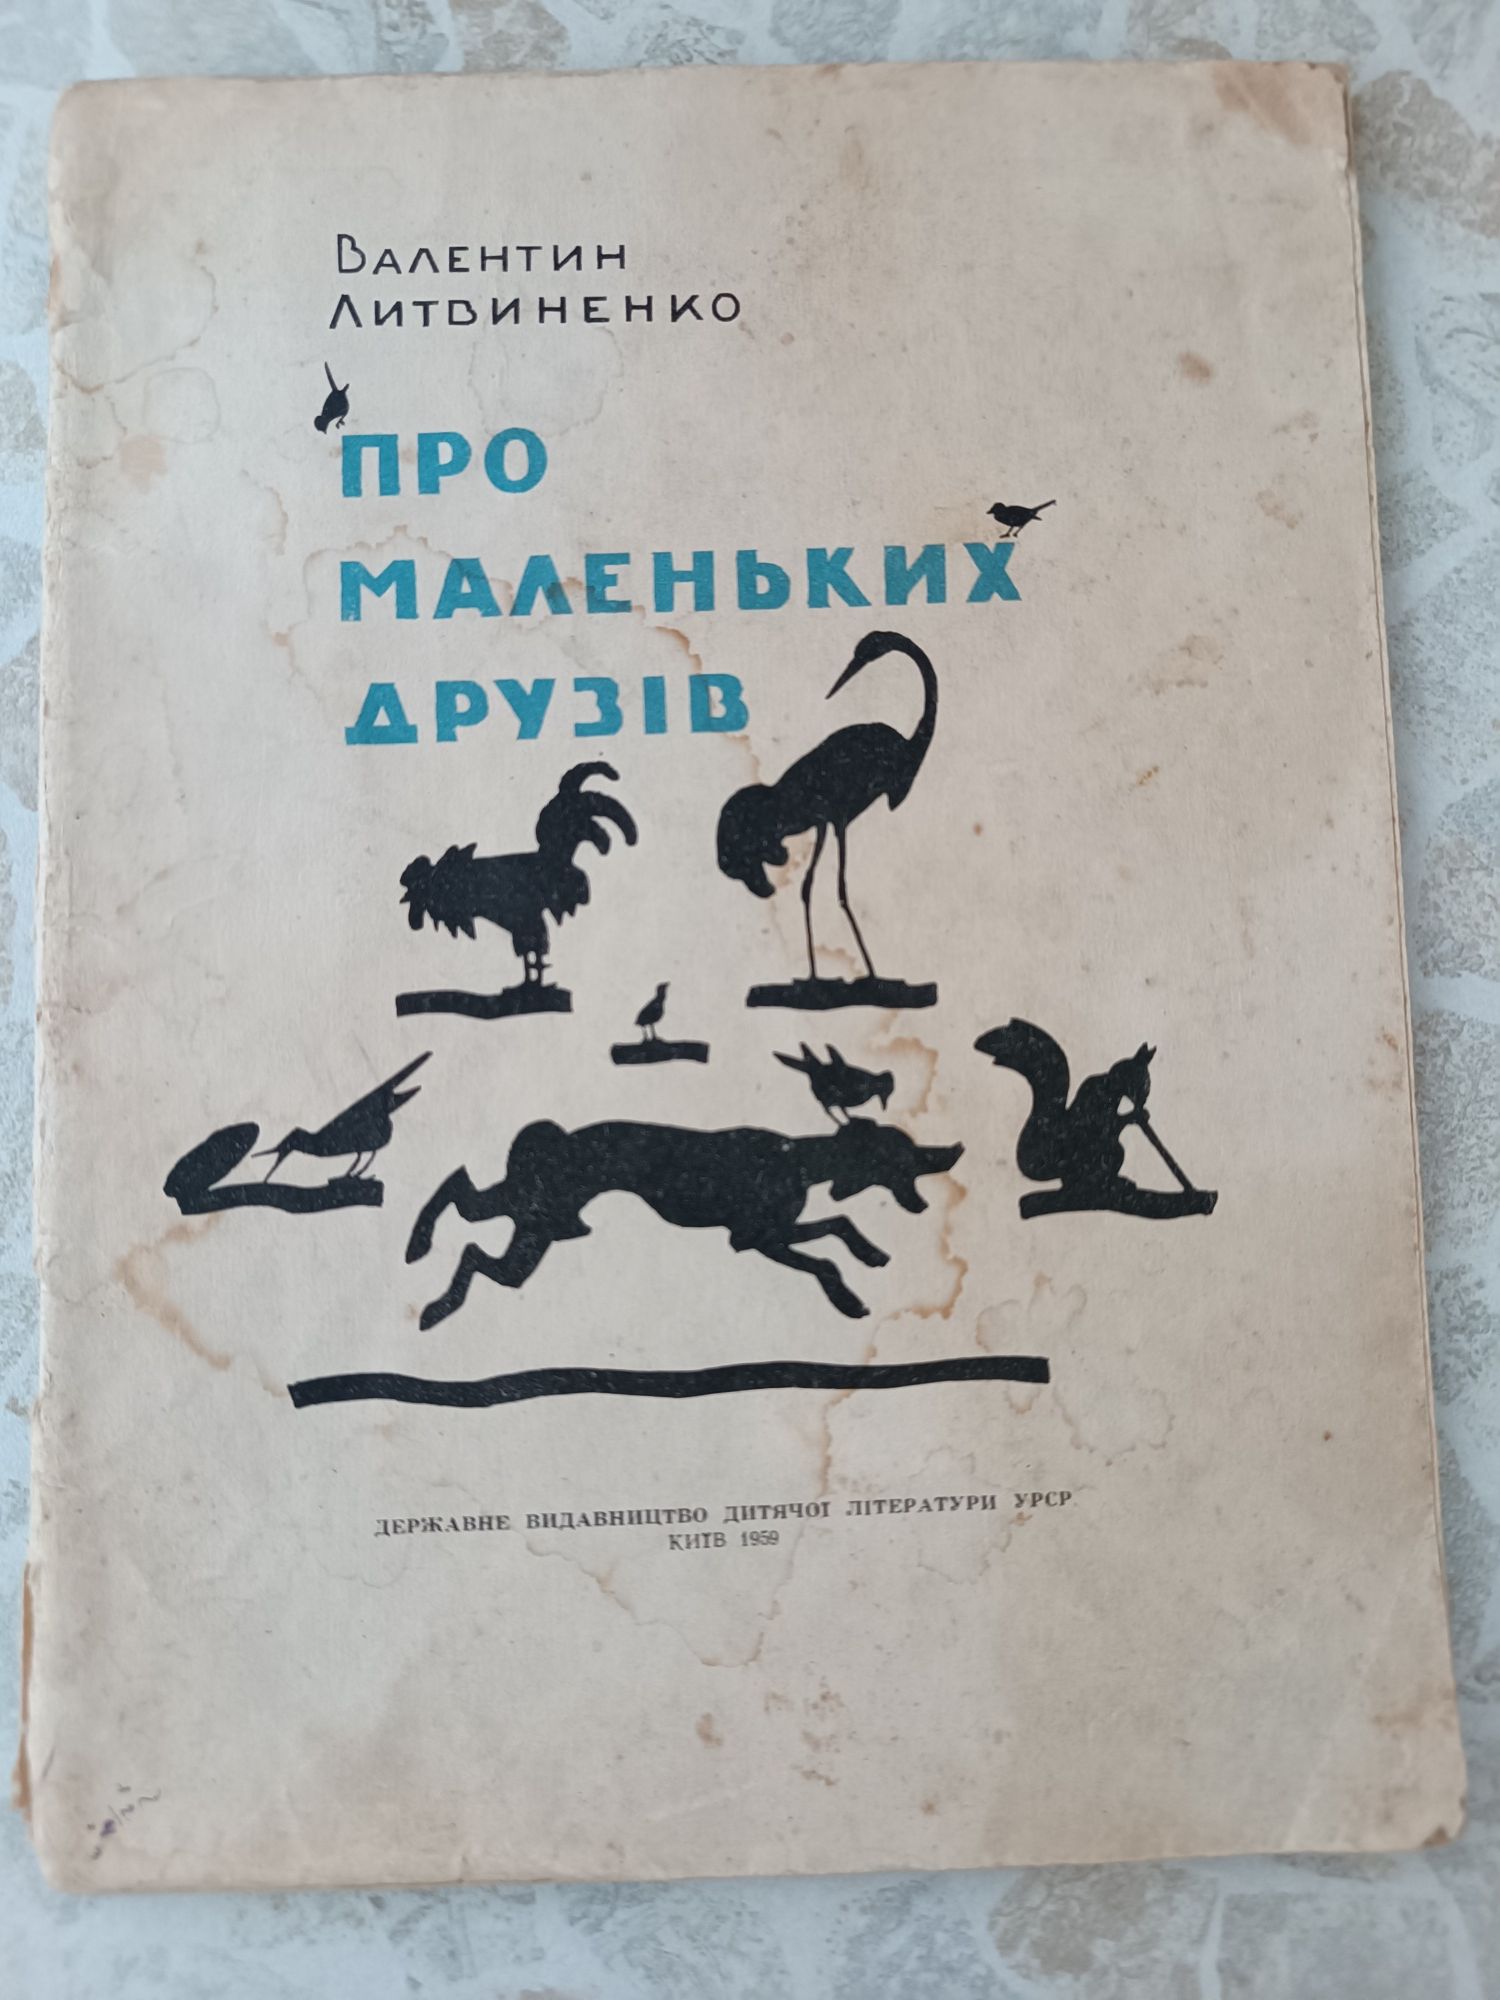 Валентин
Литвиненко
ПРО
МАЛЕНЬКИХ
ДРУЗІВ
ДЕРЖАВНЕ ВИДАВНИЦТВО ДИТЯЧОЇ ЛІТЕРАТУРИ УРСР
КИЇВ 1959